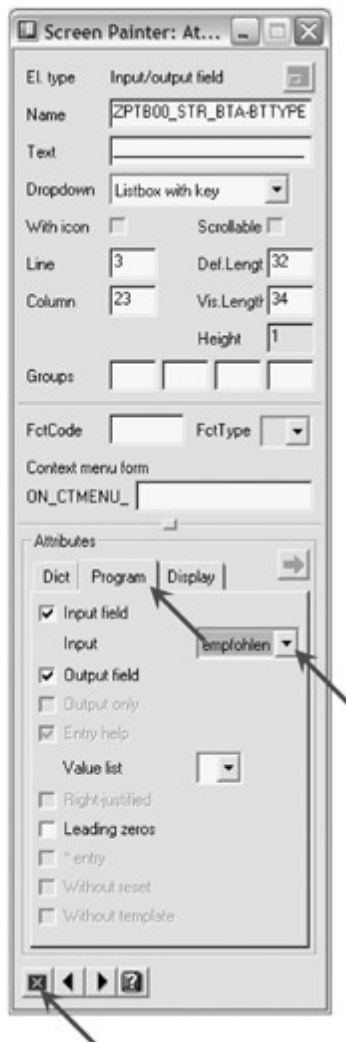 Screen Painter: At...
El. type Input/output field
Name ZPTB00_STR_BTA-BTTYPE
Text
Dropdown Listbox with key
With icon Scrollable
Line 3 Def.Lengt 32
Column 23 Vis.Length 34
Height 1
Groups
FctCode FctType
Context menu form
ON_CTMENU_
Attributes
Dict Program Display
Input field
Input empfohlen
Output field
Output only
Entry help
Value list
Right-justified
Leading zeros
* entry
Without reset
Without template